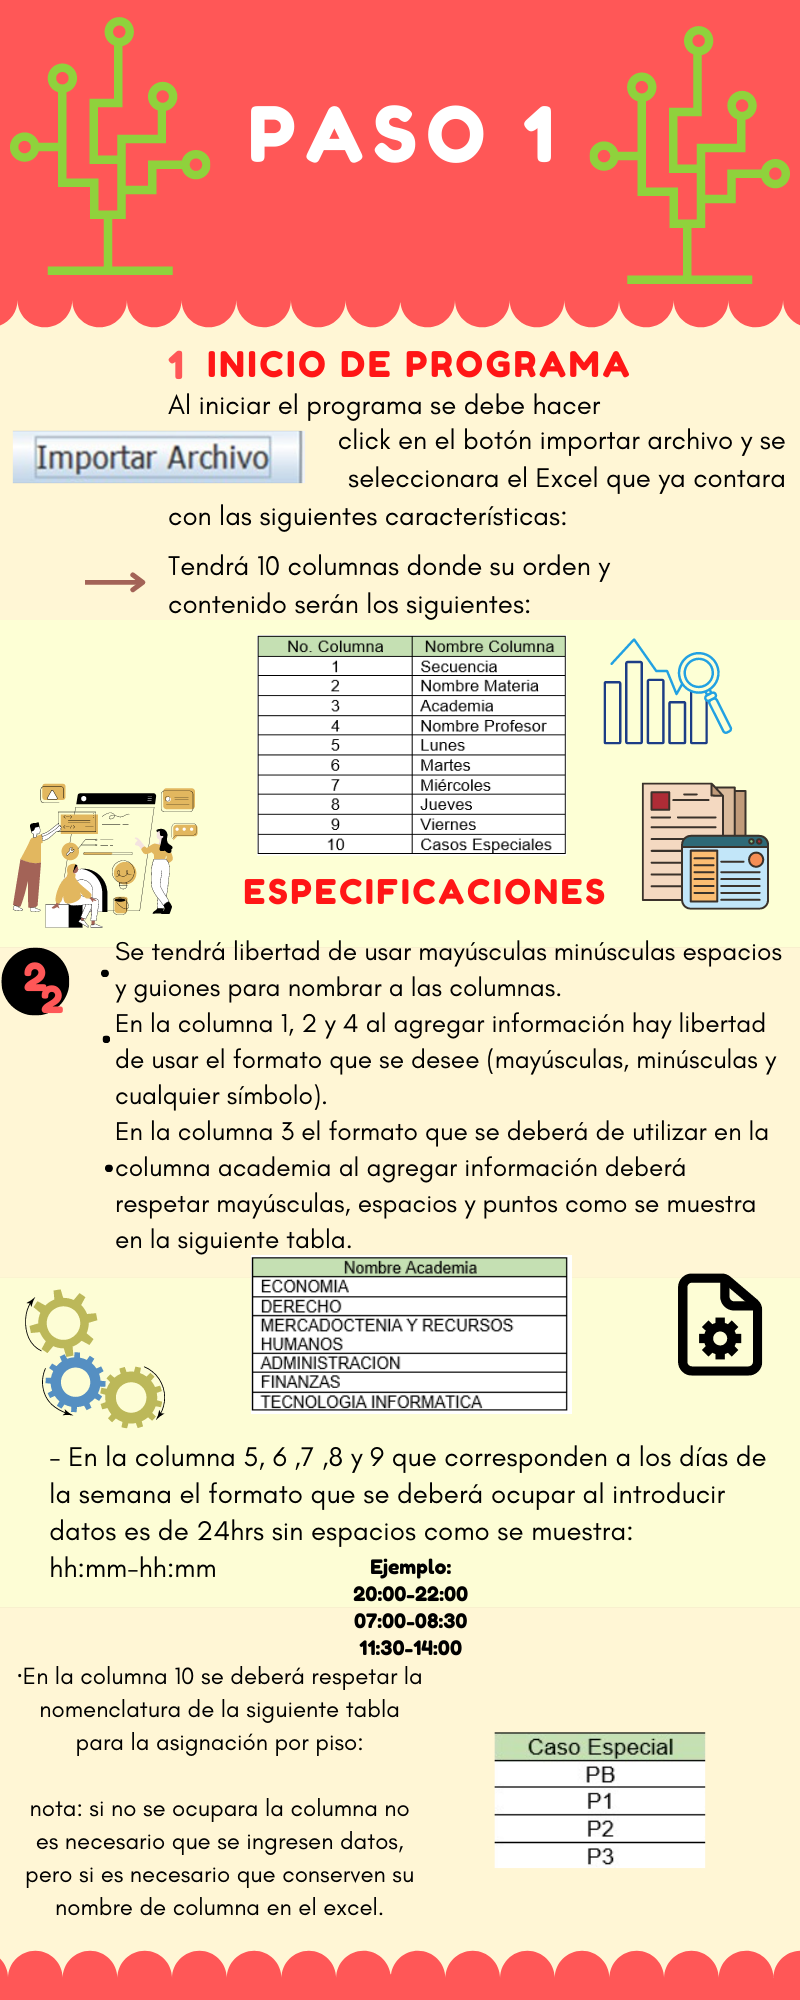 PASO 1
1 INICIO DE PROGRAMA
Al iniciar el programa se debe hacer
Importar Archivo
click en el botón importar archivo y se
seleccionara el Excel que ya contara
con las siguientes características:
Tendrá 10 columnas donde su orden y
contenido serán los siguientes:
No. Columna Nombre Columna
1 Secuencia
2 Nombre Materia
3 Academia
4 Nombre Profesor
5 Lunes
6 Martes
7 Miércoles
8 Jueves
9 Viernes
10 Casos Especiales
ESPECIFICACIONES
2
2
•Se tendrá libertad de usar mayúsculas minúsculas espacios
y guiones para nombrar a las columnas.
•En la columna 1, 2 y 4 al agregar información hay libertad
de usar el formato que se desee (mayúsculas, minúsculas y
cualquier símbolo).
En la columna 3 el formato que se deberá de utilizar en la
•columna academia al agregar información deberá
respetar mayúsculas, espacios y puntos como se muestra
en la siguiente tabla.
Nombre Academia
ECONOMIA
DERECHO
MERCADOCTENIA Y RECURSOS
HUMANOS
ADMINISTRACION
FINANZAS
TECNOLOGIA INFORMATICA
- En la columna 5, 6 ,7 ,8 y 9 que corresponden a los días de
la semana el formato que se deberá ocupar al introducir
datos es de 24hrs sin espacios como se muestra:
hh:mm-hh:mm
Ejemplo:
20:00-22:00
07:00-08:30
11:30-14:00
·En la columna 10 se deberá respetar la
nomenclatura de la siguiente tabla
para la asignación por piso:
nota: si no se ocupara la columna no
es necesario que se ingresen datos,
pero si es necesario que conserven su
nombre de columna en el excel.
Caso Especial
PB
P1
P2
P3